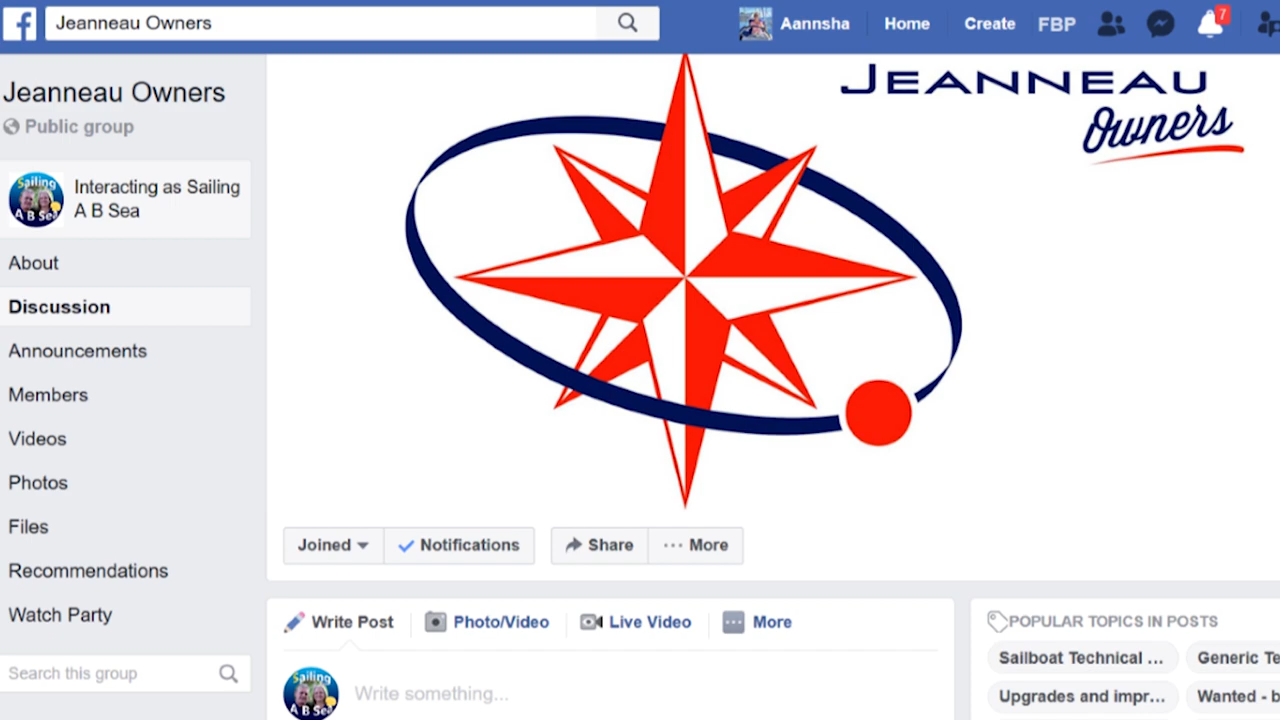 Jeanneau Owners
Aannsha
Home
Create
FBP
7
Jeanneau Owners
Public group
Sailing
A B Sea
Interacting as Sailing
A B Sea
About
Discussion
Announcements
Members
Videos
Photos
Files
Recommendations
Watch Party
Search this group
JEANNEAU
Owners
Joined
Notifications
Share
More
Write Post
Photo/Video
Live Video
More
Sailing
A B Sea
Write something...
POPULAR TOPICS IN POSTS
Sailboat Technical ...
Generic Te
Upgrades and impr...
Wanted - b